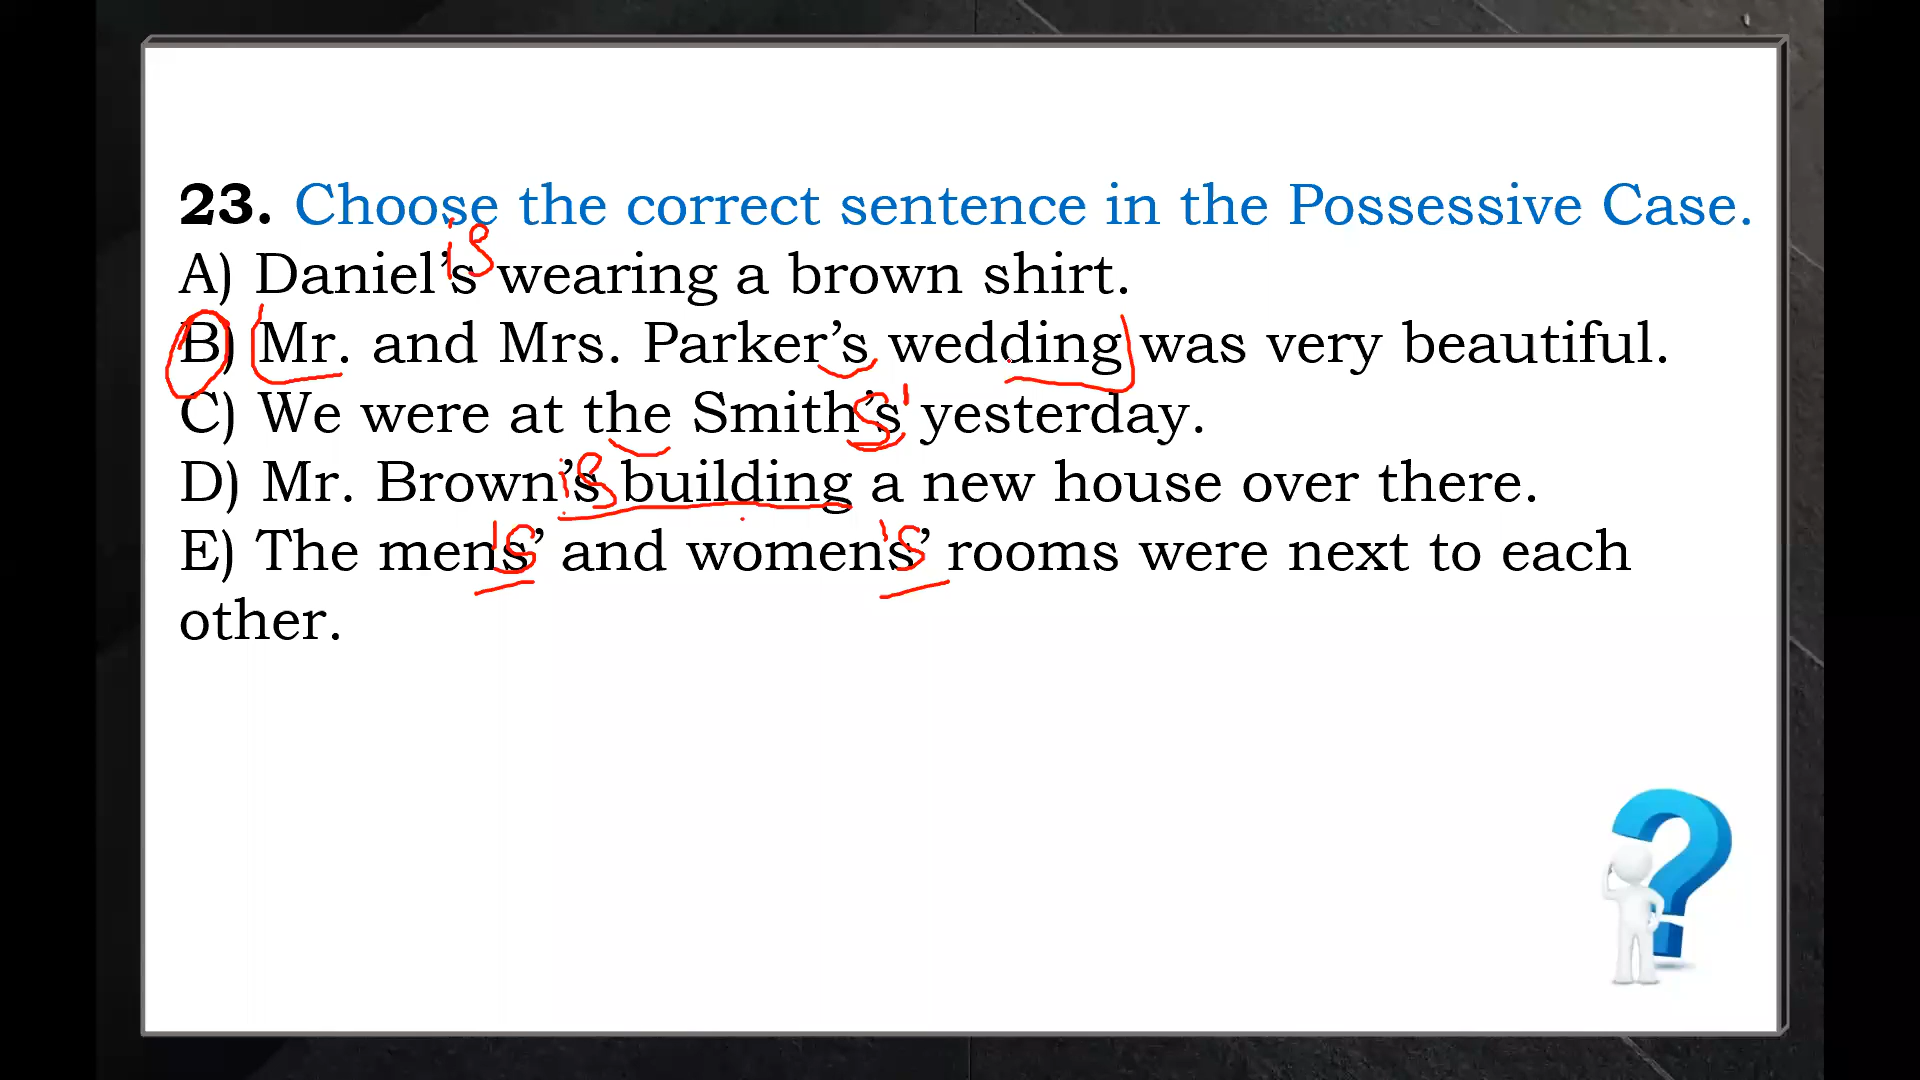 23. Choose the correct sentence in the Possessive Case.
is
A) Daniel’s wearing a brown shirt.
B) Mr. and Mrs. Parker’s wedding was very beautiful.
s'
C) We were at the Smith’s yesterday.
is
D) Mr. Brown’s building a new house over there.
's 's
E) The mens’ and womens’ rooms were next to each
other.